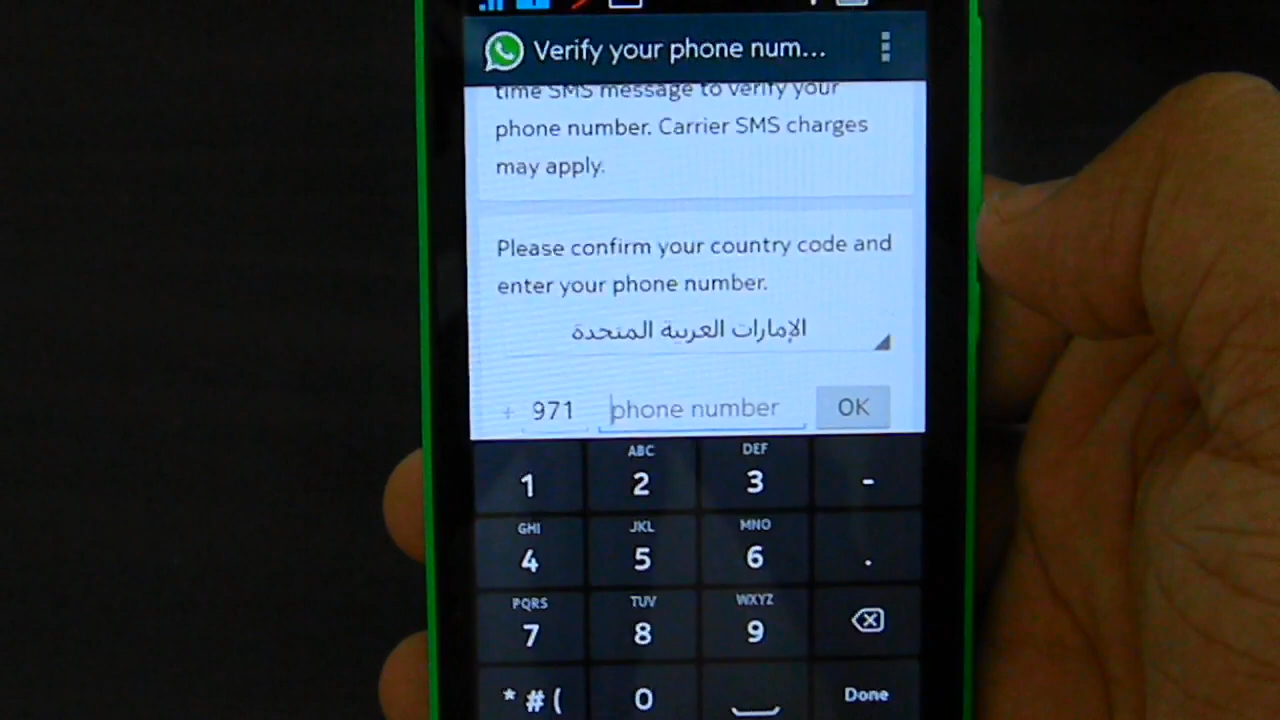 Verify your phone num...
time SMS message to verify your
phone number. Carrier SMS charges
may apply.
Please confirm your country code and
enter your phone number.
الإمارات العربية المتحدة
+ 971 phone number OK
ABC DEF
1 2 3 -
GHI JKL MNO
4 5 6 .
PQRS TUV WXYZ
7 8 9
* # ( 0 Done